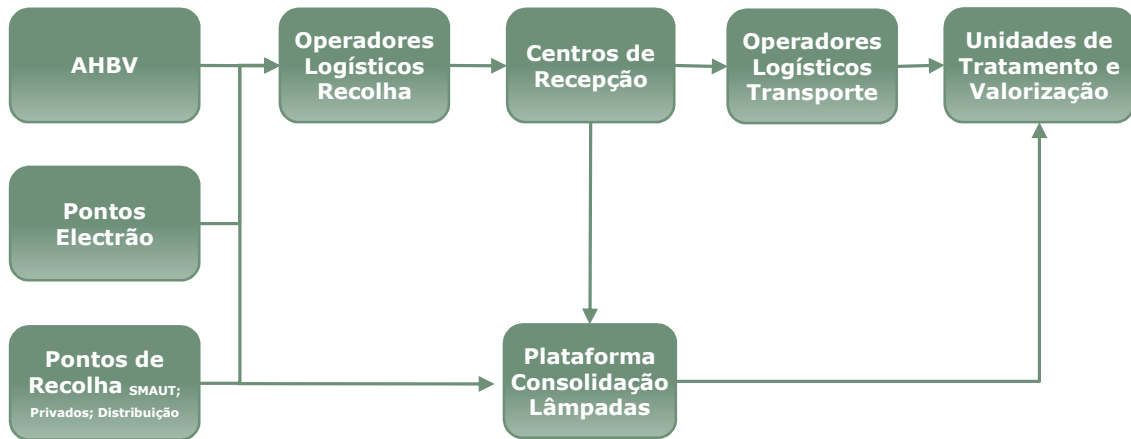 AHBV
Operadores
Logísticos
Recolha
Centros de
Recepção
Operadores
Logísticos
Transporte
Unidades de
Tratamento e
Valorização
Pontos
Electrão
Pontos de
Recolha SMAUT;
Privados; Distribuição
Plataforma
Consolidação
Lâmpadas